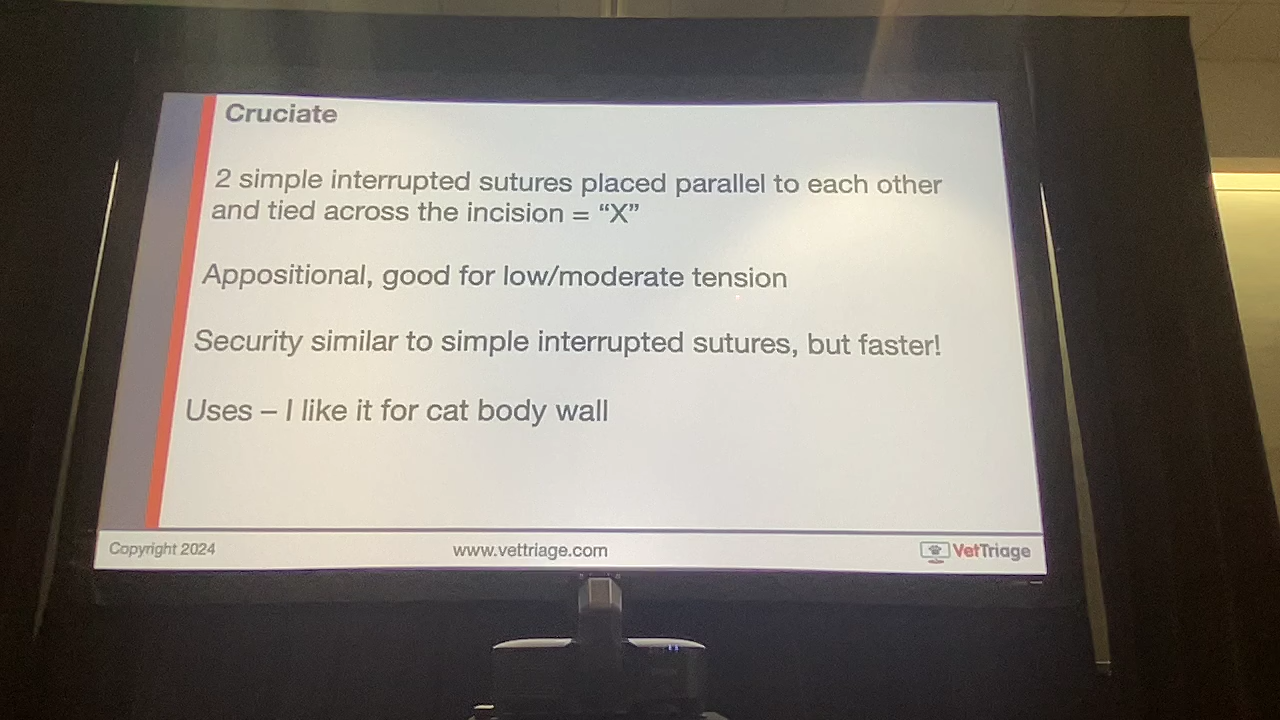 Cruciate
2 simple interrupted sutures placed parallel to each other
and tied across the incision = “X”
Appositional, good for low/moderate tension
Security similar to simple interrupted sutures, but faster!
Uses – I like it for cat body wall
Copyright 2024
www.vettriage.com
VetTriage